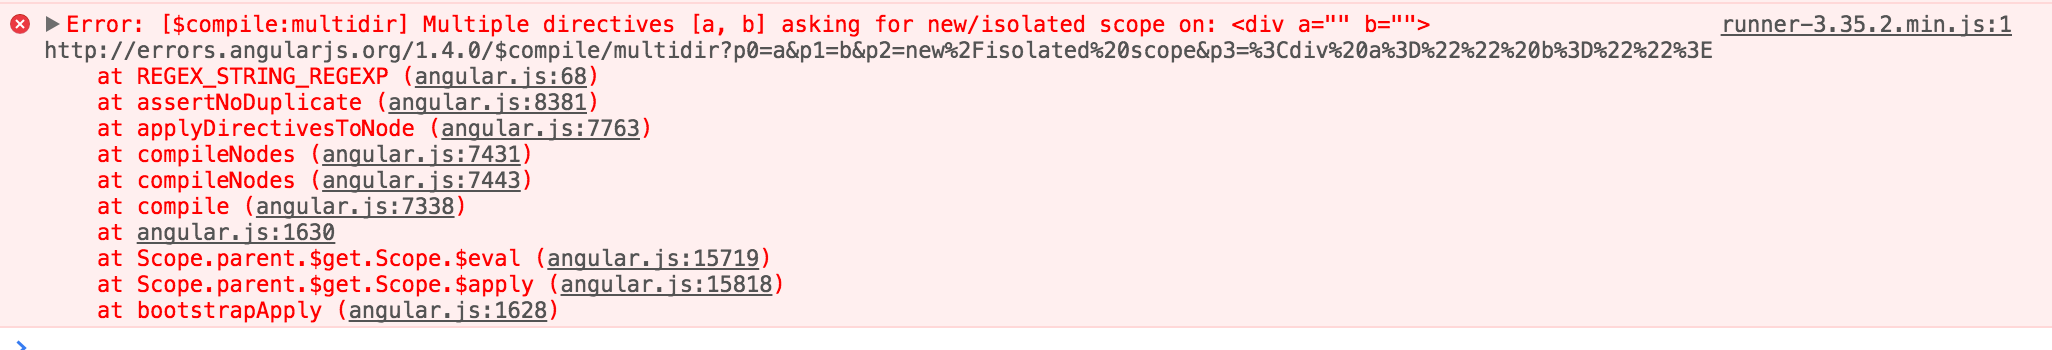 Error: [$compile:multidir] Multiple directives [a, b] asking for new/isolated scope on: <div a="" b=""> runner-3.35.2.min.js:1
http://errors.angularjs.org/1.4.0/$compile/multidir?p0=a&p1=b&p2=new%2Fisolated%20scope&p3=%3Cdiv%20a%3D%22%22%20b%3D%22%22%3E
at REGEX_STRING_REGEXP (angular.js:68)
at assertNoDuplicate (angular.js:8381)
at applyDirectivesToNode (angular.js:7763)
at compileNodes (angular.js:7431)
at compileNodes (angular.js:7443)
at compile (angular.js:7338)
at angular.js:1630
at Scope.parent.$get.Scope.$eval (angular.js:15719)
at Scope.parent.$get.Scope.$apply (angular.js:15818)
at bootstrapApply (angular.js:1628)